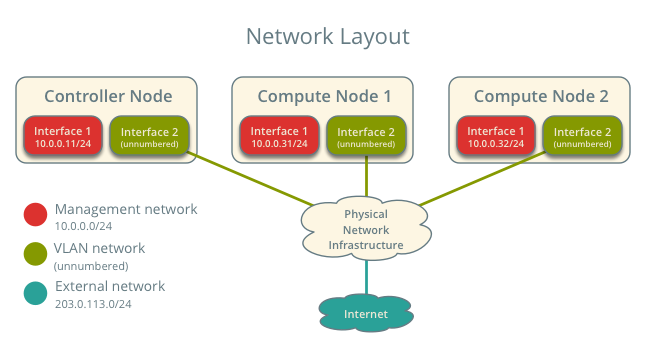 Network Layout
Controller Node
Interface 1
10.0.0.11/24
Interface 2
(unnumbered)
Compute Node 1
Interface 1
10.0.0.31/24
Interface 2
(unnumbered)
Compute Node 2
Interface 1
10.0.0.32/24
Interface 2
(unnumbered)
Management network
10.0.0.0/24
VLAN network
(unnumbered)
External network
203.0.113.0/24
Physical
Network
Infrastructure
Internet